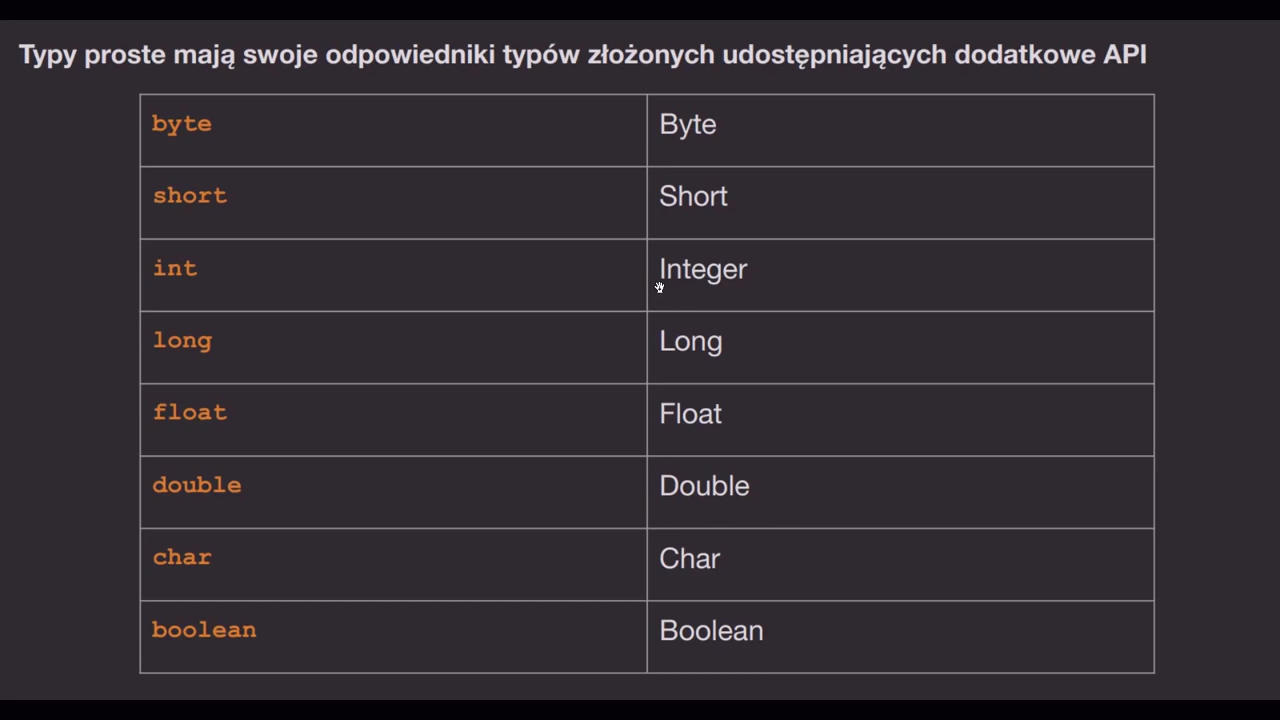 Typy proste mają swoje odpowiedniki typów złożonych udostępniających dodatkowe API
byte Byte
short Short
int Integer
long Long
float Float
double Double
char Char
boolean Boolean